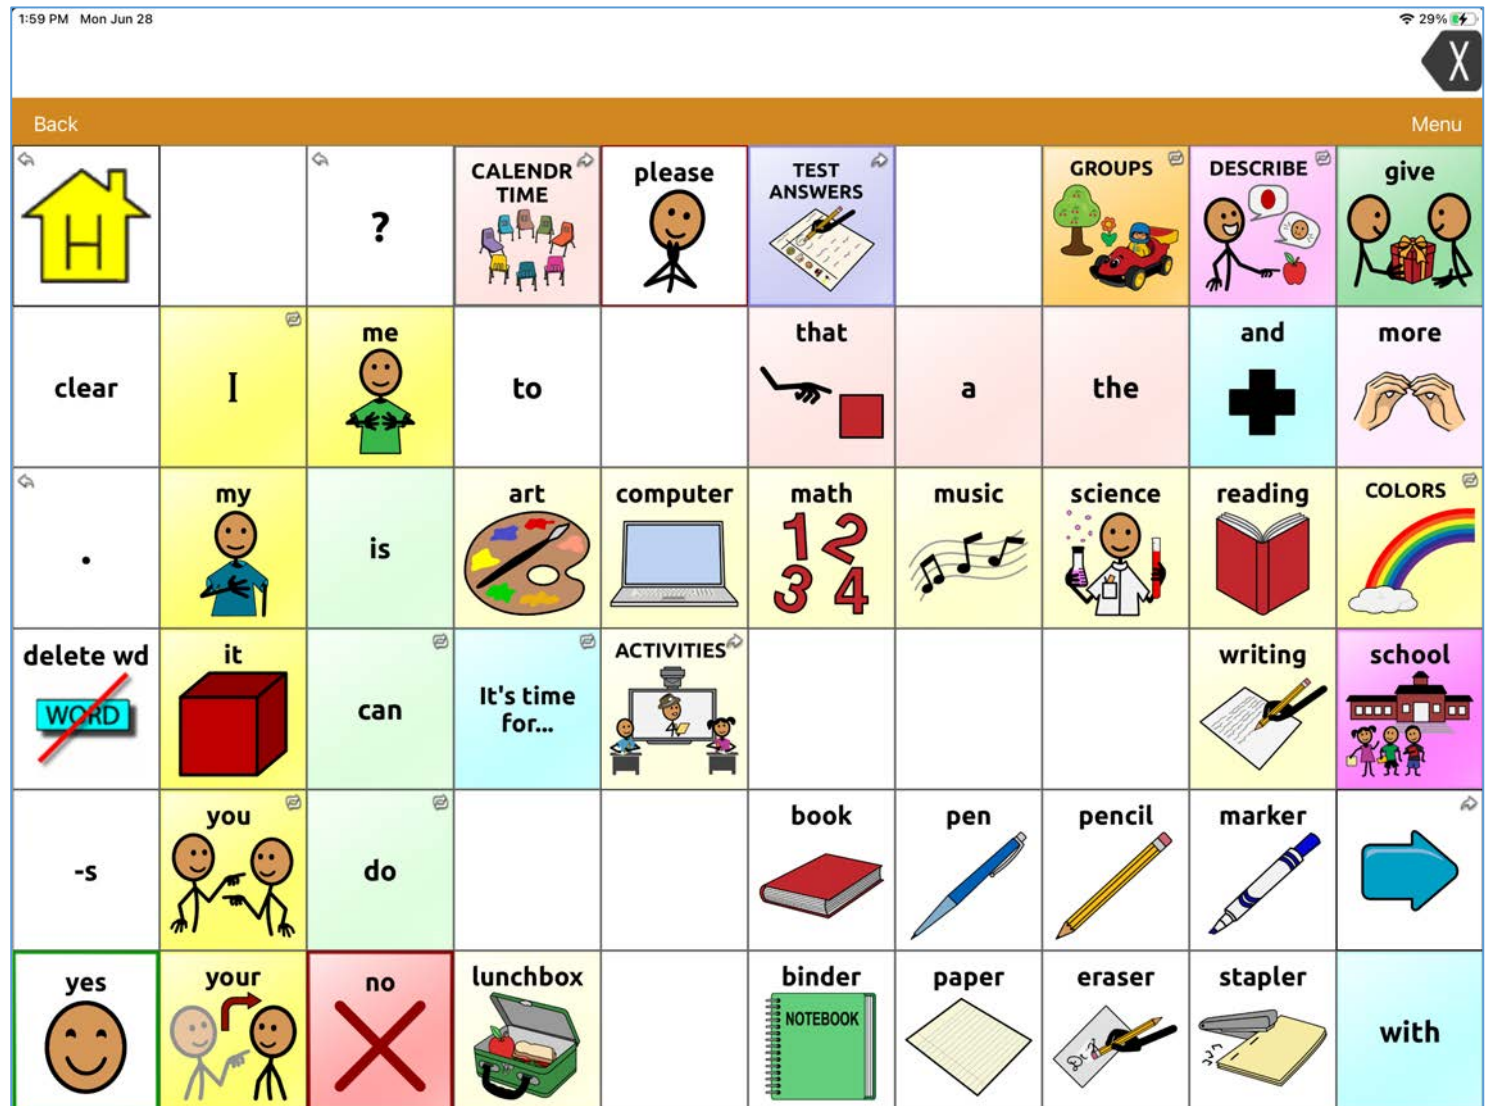 1:59 PM Mon Jun 28
29%
X
Back
Menu
H
?
CALENDR
TIME
please
TEST
ANSWERS
GROUPS
DESCRIBE
give
clear
I
me
to
that
a
the
and
more
.
my
is
art
computer
math
1 2
3 4
music
science
reading
COLORS
delete wd
WORD
it
can
It's time
for...
ACTIVITIES
writing
school
-s
you
do
book
pen
pencil
marker
yes
your
no
lunchbox
binder
NOTEBOOK
paper
eraser
stapler
with